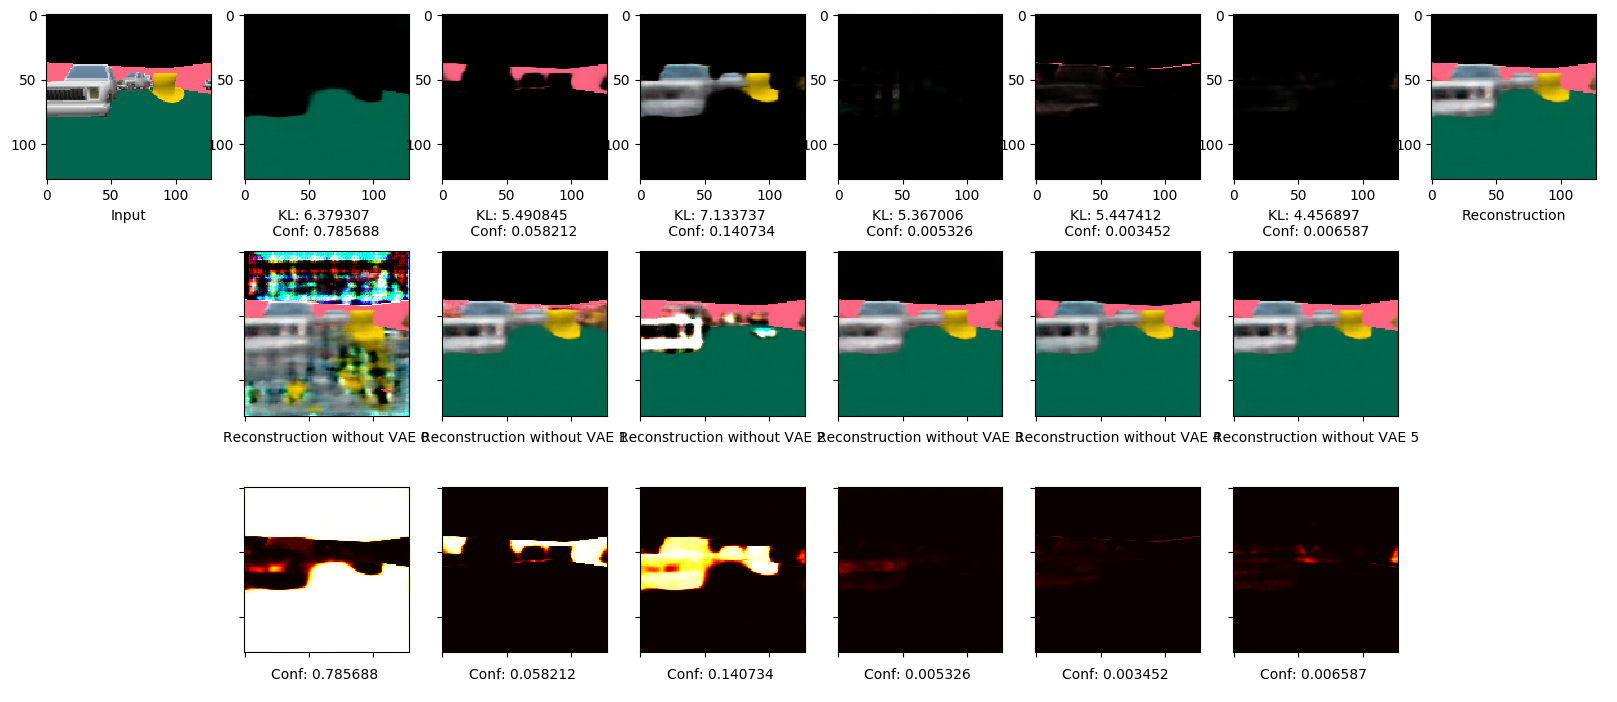 0
50
100
0
50
100
Input
0
50
100
0
50
100
KL: 6.379307
Conf: 0.785688
0
50
100
0
50
100
KL: 5.490845
Conf: 0.058212
0
50
100
0
50
100
KL: 7.133737
Conf: 0.140734
0
50
100
0
50
100
KL: 5.367006
Conf: 0.005326
0
50
100
0
50
100
KL: 5.447412
Conf: 0.003452
0
50
100
0
50
100
KL: 4.456897
Conf: 0.006587
0
50
100
0
50
100
Reconstruction
Reconstruction without VAE 0
Reconstruction without VAE 1
Reconstruction without VAE 2
Reconstruction without VAE 3
Reconstruction without VAE 4
Reconstruction without VAE 5
Conf: 0.785688
Conf: 0.058212
Conf: 0.140734
Conf: 0.005326
Conf: 0.003452
Conf: 0.006587